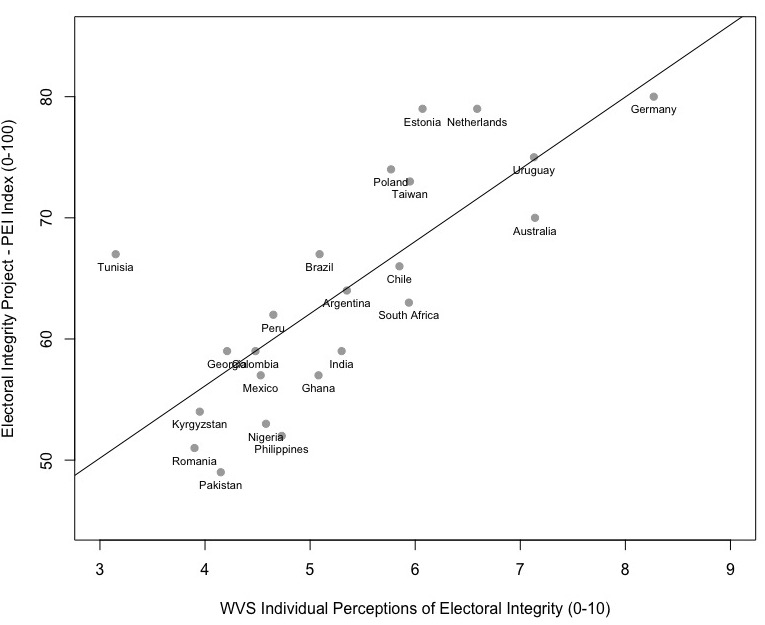 Electoral Integrity Project - PEI Index (0-100)
80
70
60
50
Estonia Netherlands
Germany
Poland
Uruguay
Taiwan
Australia
Tunisia
Brazil
Chile
Argentina
South Africa
Peru
Georgia Colombia
India
Mexico
Ghana
Kyrgyzstan
Nigeria
Philippines
Romania
Pakistan
3 4 5 6 7 8 9
WVS Individual Perceptions of Electoral Integrity (0-10)